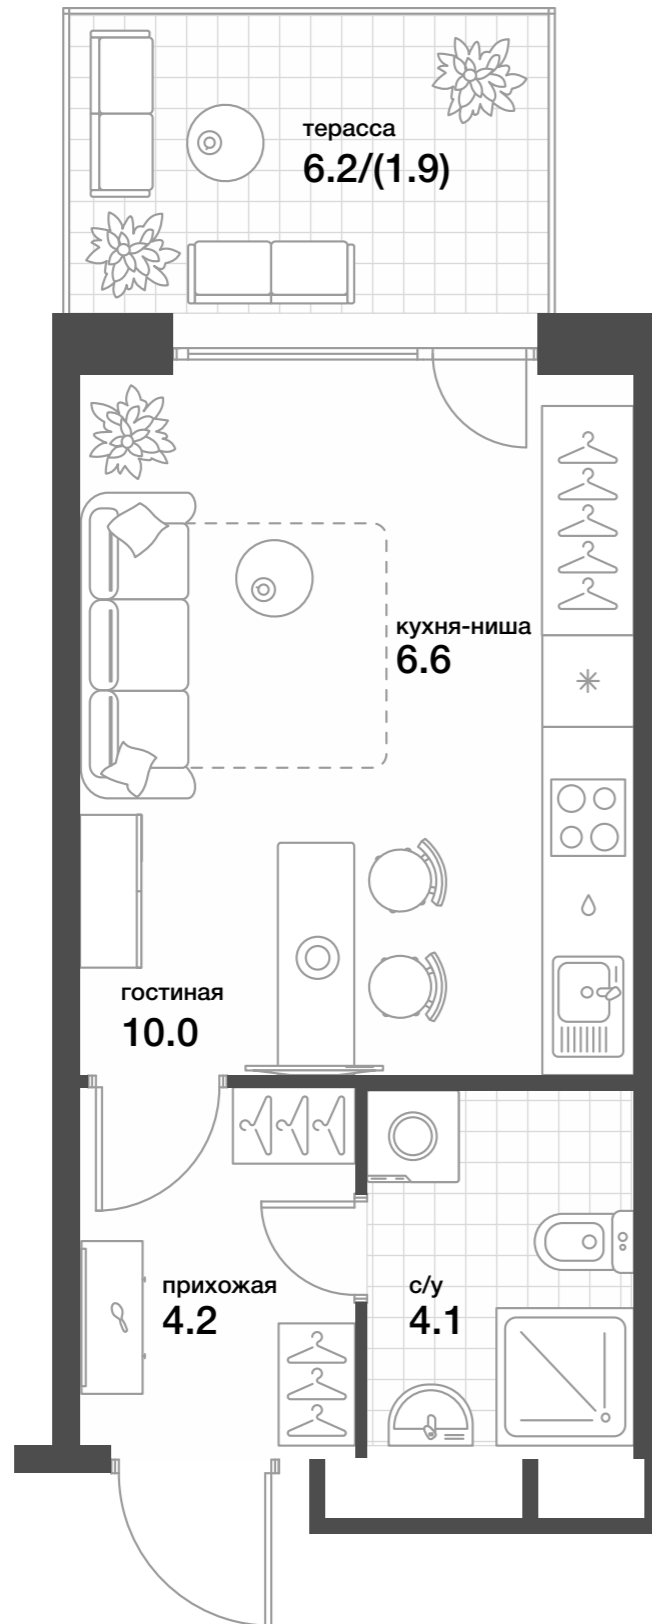 терасса
6.2/(1.9)
кухня-ниша
6.6
гостиная
10.0
прихожая
4.2
с/у
4.1